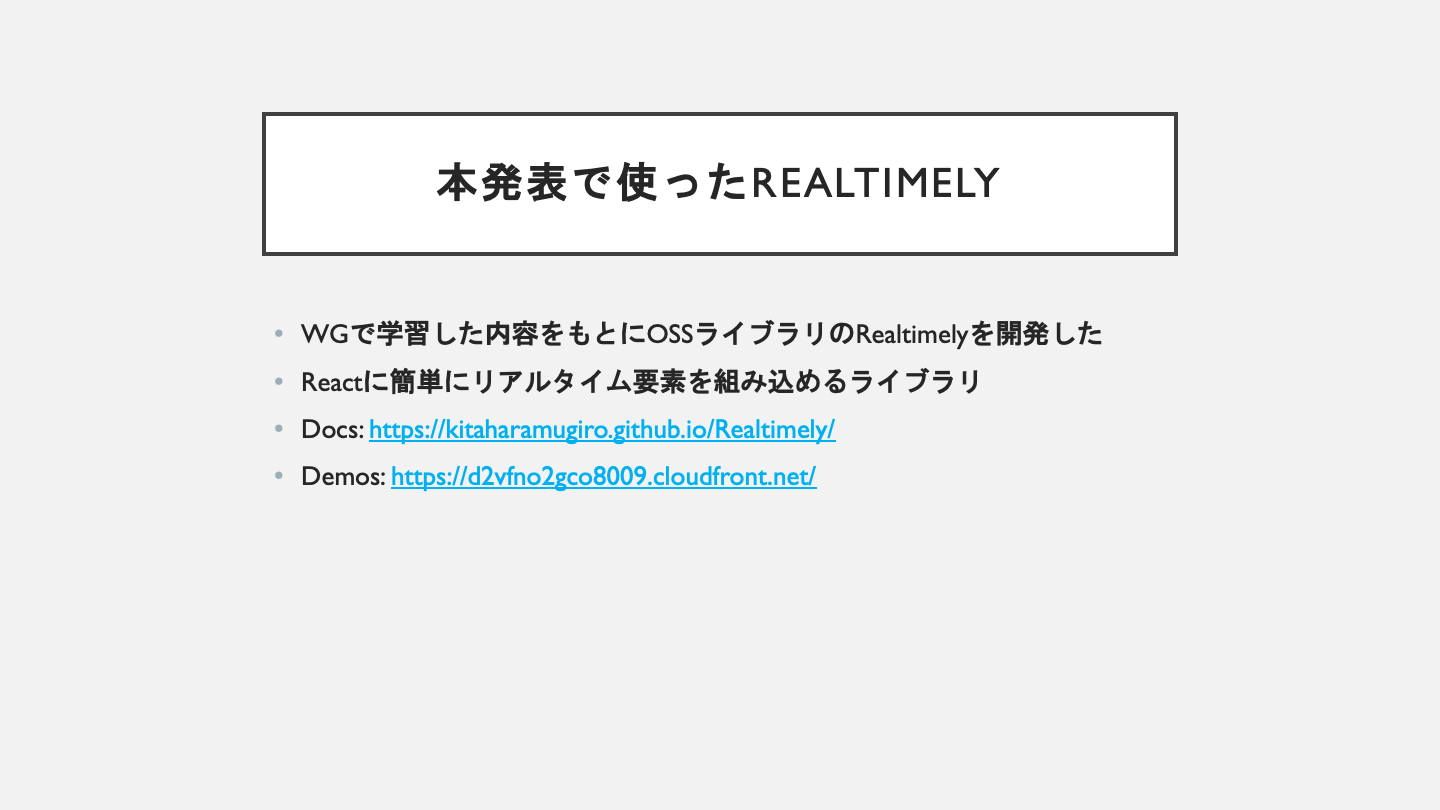 本発表で使ったREALTIMELY
• WGで学習した内容をもとにOSSライブラリのRealtimelyを開発した
• Reactに簡単にリアルタイム要素を組み込めるライブラリ
• Docs: https://kitaharamugiro.github.io/Realtimely/
• Demos: https://d2vfno2gco8009.cloudfront.net/